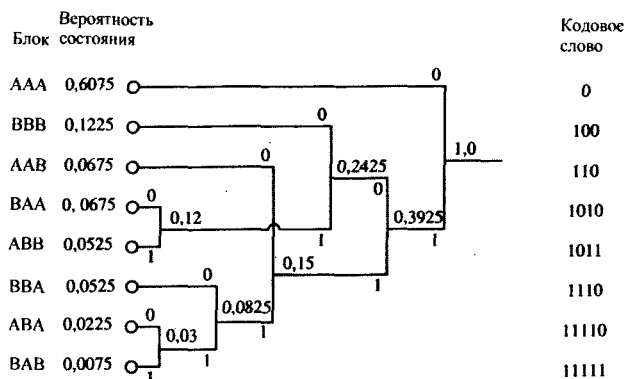 Блок Вероятность состояния Кодовое слово
AAA 0,6075 0 0
BBB 0,1225 0 100
1,0
AAB 0,0675 0 0,2425 110
0
BAA 0, 0675 0 0,12 0,3925 1010
ABB 0,0525 1 1 1 1011
0,15
BBA 0,0525 0 1 1110
0,0825
ABA 0,0225 0 0,03 1 11110
BAB 0,0075 1 1 11111